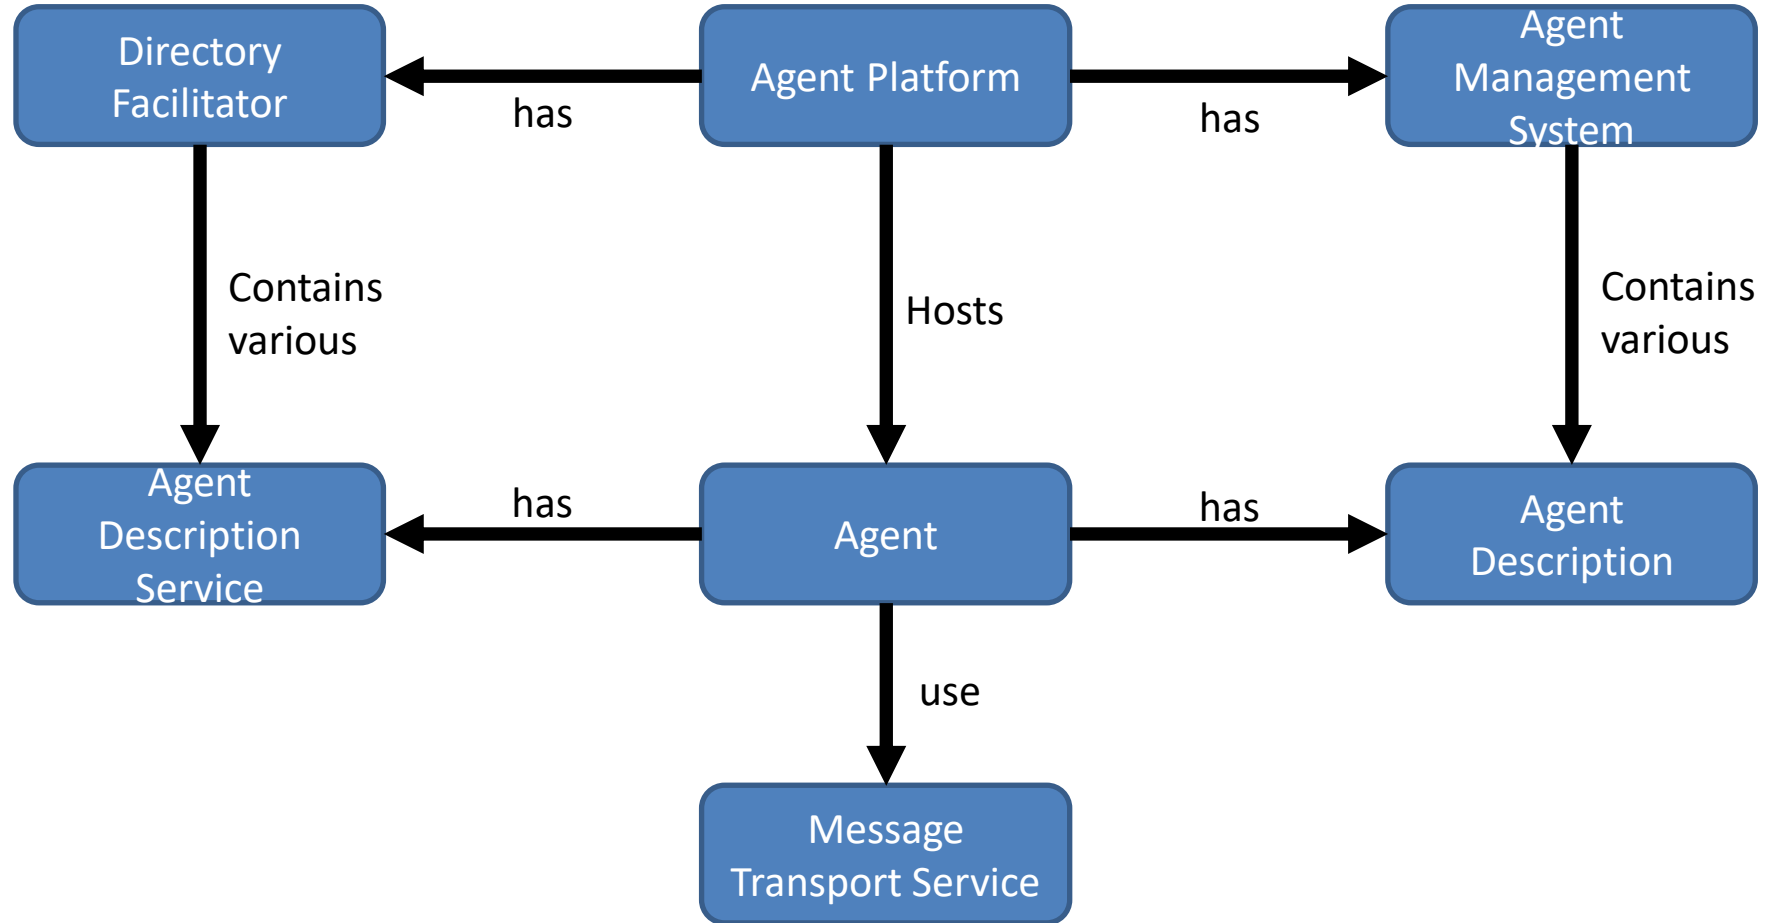 Directory
Facilitator
has
Agent Platform
has
Agent
Management
System
Contains
various
Hosts
Contains
various
Agent
Description
Service
has
Agent
has
Agent
Description
use
Message
Transport Service